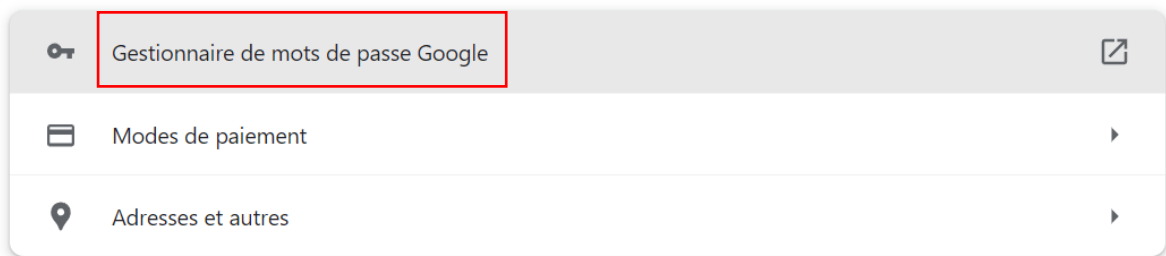 Gestionnaire de mots de passe Google
Modes de paiement
Adresses et autres